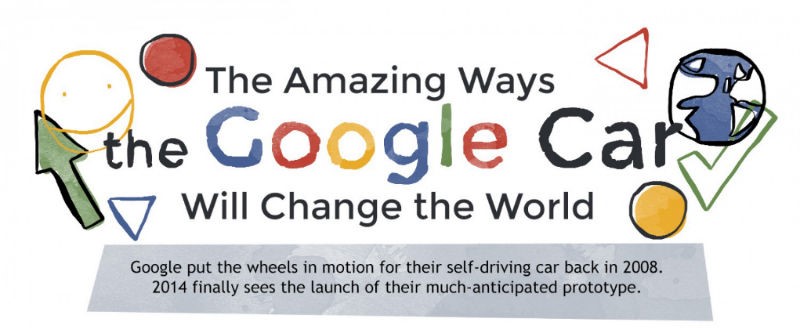 The Amazing Ways
the Google Car
Will Change the World
Google put the wheels in motion for their self-driving car back in 2008.
2014 finally sees the launch of their much-anticipated prototype.